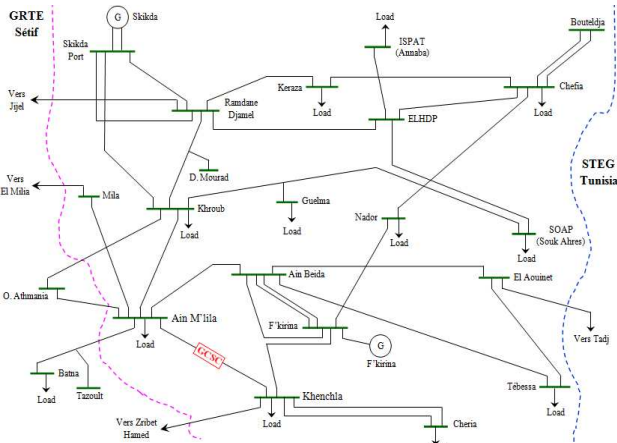 GRTE
Sétif
G
Skikda
Skikda
Port
Load
ISPAT
(Annaba)
Bouteldja
Vers
Jijel
Ramdane
Djamel
Keraza
Load
Chefia
Load
ELHDP
STEG
Tunisia
Vers
El Milia
Mila
D. Mourad
Khroub
Load
Guelma
Load
Nador
Load
SOAP
(Souk Ahres)
Load
O. Athmania
Ain Beida
El Aouinet
Ain M'lila
Load
F'kirina
G
F'kirina
Vers Tadj
GCSC
Batna
Load
Tazoult
Khenchla
Load
Tébessa
Load
Vers Zribet
Hamed
Cheria